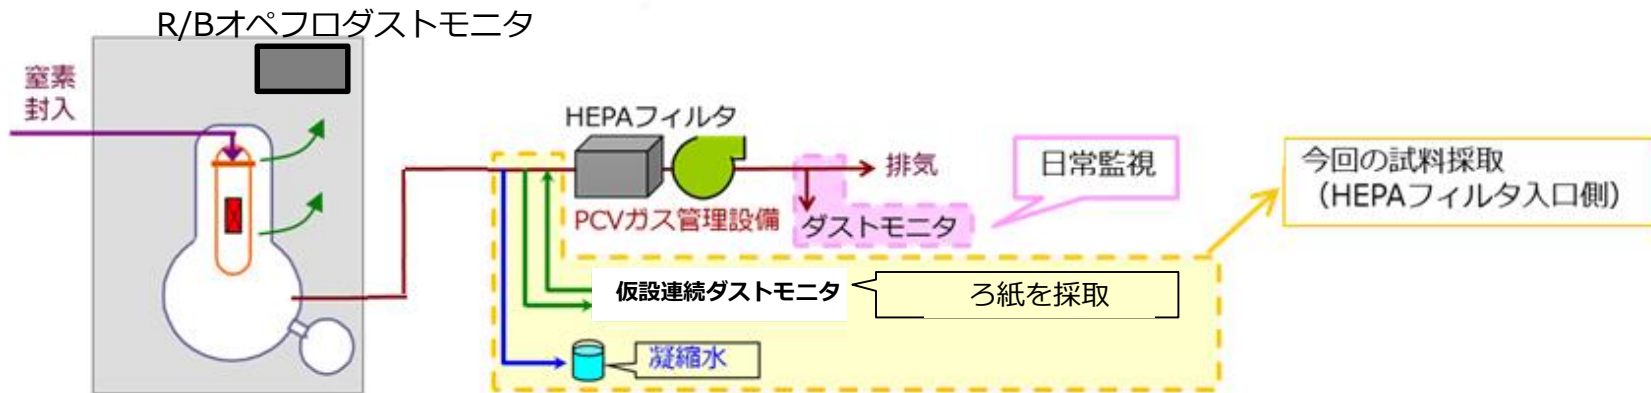 R/Bオペフロダストモニタ
窒素
封入
HEPAフィルタ
排気
PCVガス管理設備
ダストモニタ
日常監視
今回の試料採取
（HEPAフィルタ入口側）
仮設連続ダストモニタ
ろ紙を採取
凝縮水